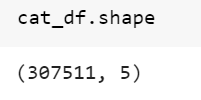 cat_df.shape
(307511, 5)